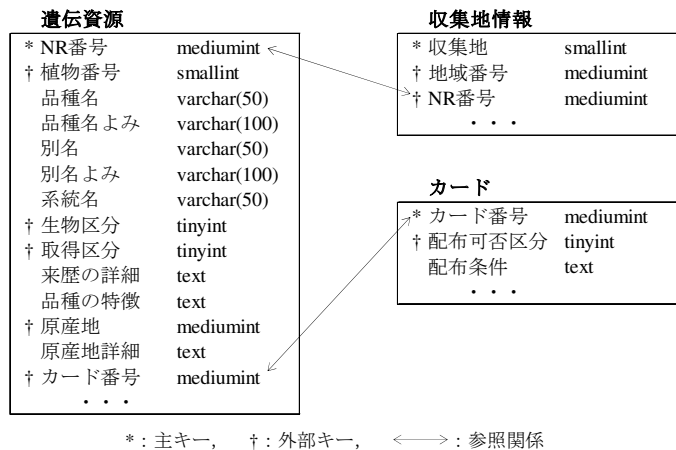 遺伝資源
* NR番号 mediumint
† 植物番号 smallint
品種名 varchar(50)
品種名よみ varchar(100)
別名 varchar(50)
別名よみ varchar(100)
系統名 varchar(50)
† 生物区分 tinyint
† 取得区分 tinyint
来歴の詳細 text
品種の特徴 text
† 原産地 mediumint
原産地詳細 text
† カード番号 mediumint
・・・
収集地情報
* 収集地 smallint
† 地域番号 mediumint
† NR番号 mediumint
・・・
カード
* カード番号 mediumint
† 配布可否区分 tinyint
配布条件 text
・・・
*：主キー, †：外部キー, ←→：参照関係